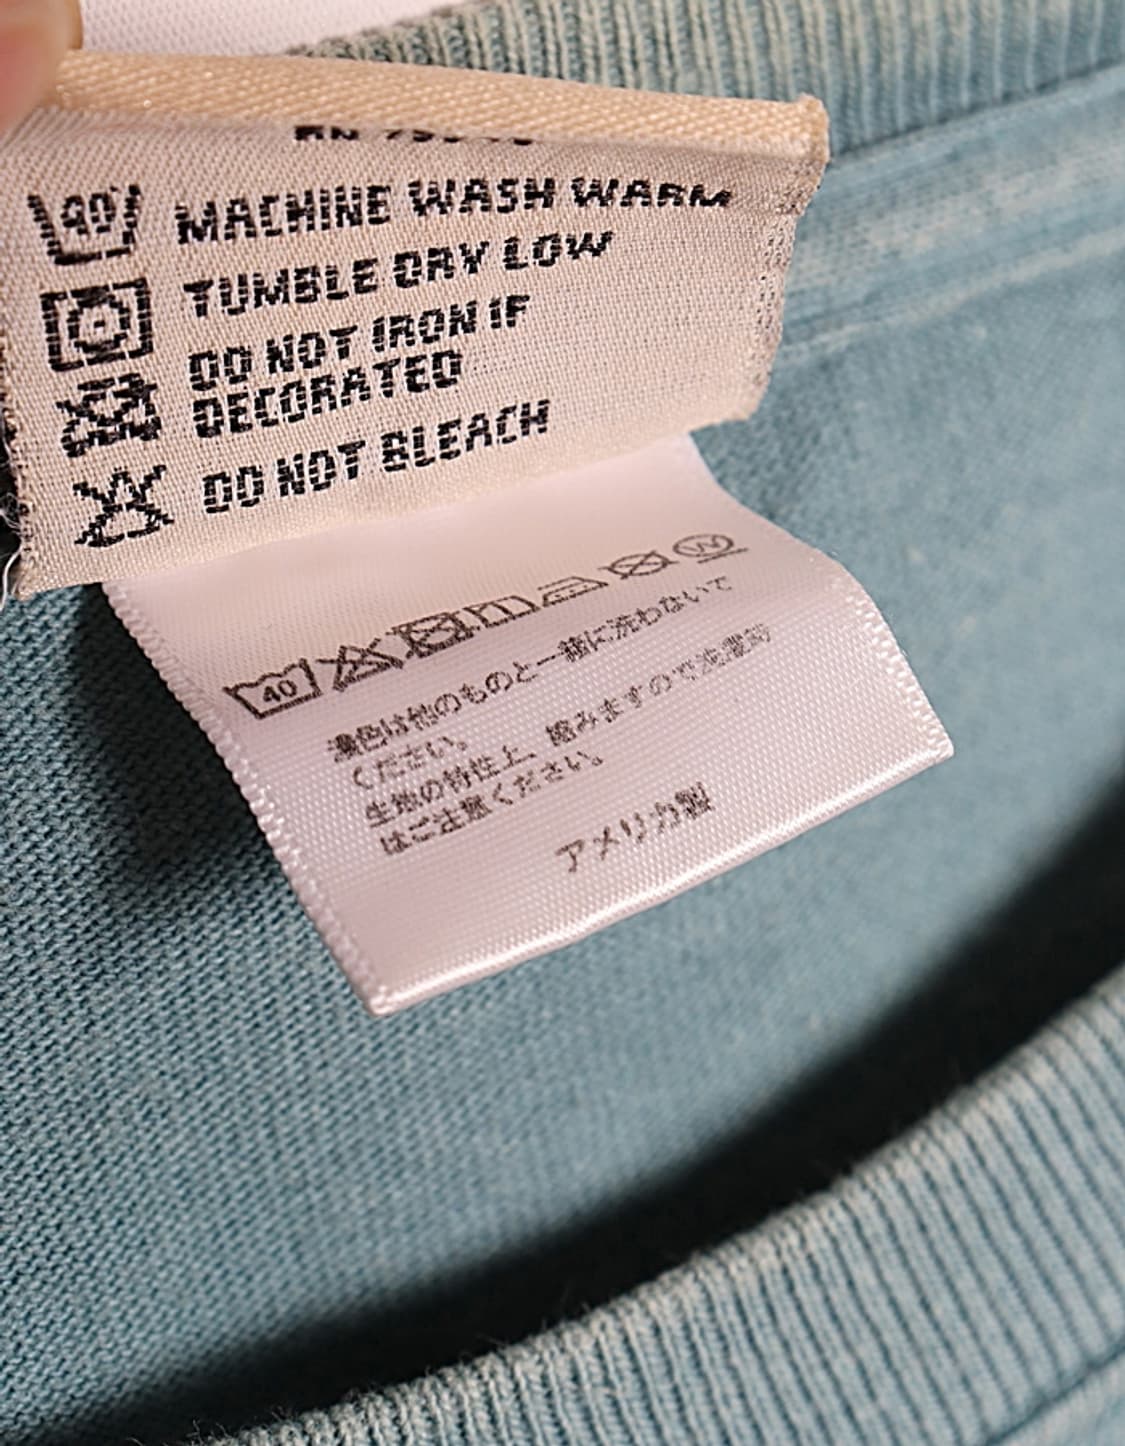 RN
40
MACHINE WASH WARM
TUMBLE DRY LOW
DO NOT IRON IF
DECORATED
DO NOT BLEACH
40
W
濃色は他のものと一緒に洗わないで
ください。
生地の特性上、縮みますので洗濯時
はご注意ください。
アメリカ製